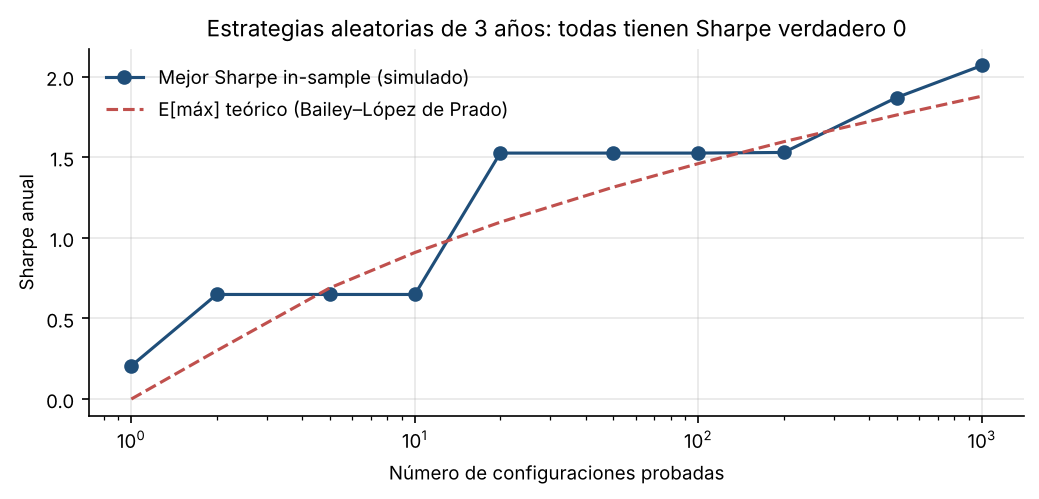 Estrategias aleatorias de 3 años: todas tienen Sharpe verdadero 0
Mejor Sharpe in-sample (simulado)
E[máx] teórico (Bailey–López de Prado)
Sharpe anual
2.0
1.5
1.0
0.5
0.0
10⁰ 10¹ 10² 10³
Número de configuraciones probadas